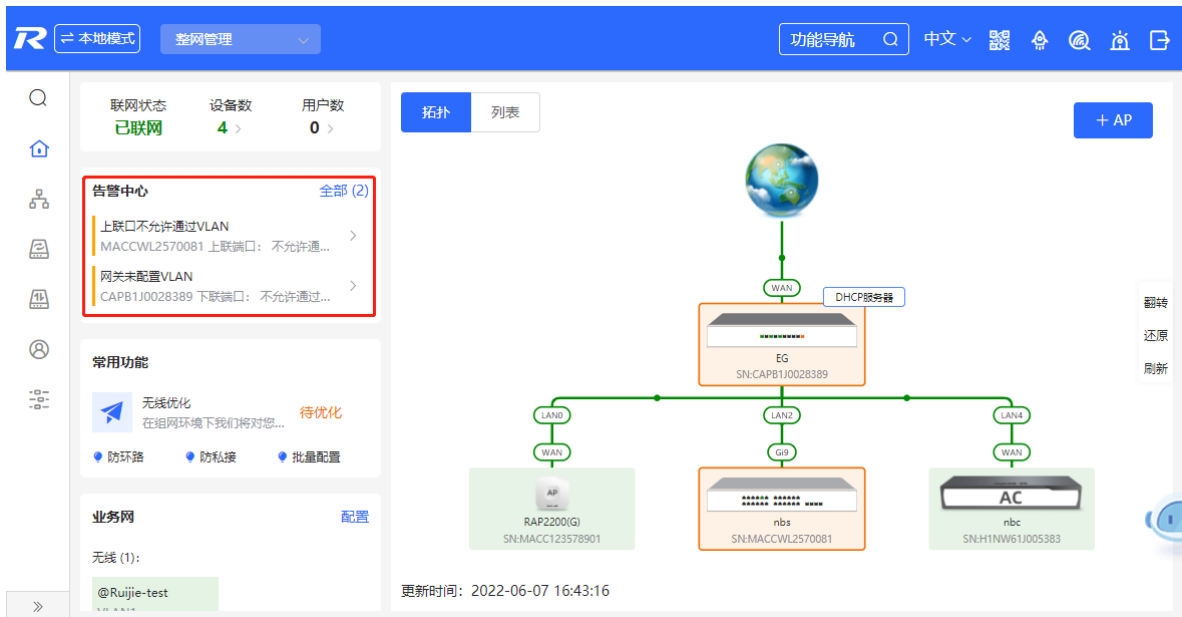 本地模式
整网管理
功能导航
中文
联网状态
设备数
用户数
已联网
4
0
告警中心
全部 (2)
上联口不允许通过VLAN
MACCWL2570081 上联端口： 不允许通...
网关未配置VLAN
CAPB1J0028389 下联端口： 不允许通过...
常用功能
无线优化
在组网环境下我们将对您...
待优化
防环路
防私接
批量配置
业务网
配置
无线 (1):
@Ruijie-test
VLAN1
拓扑
列表
+ AP
WAN
DHCP服务器
EG
SN:CAPB1J0028389
LAN0
LAN2
LAN4
WAN
Gi9
WAN
AP
RAP2200(G)
SN:MACC123578901
nbs
SN:MACCWL2570081
AC
nbc
SN:H1NW61J005383
翻转
还原
刷新
更新时间：2022-06-07 16:43:16